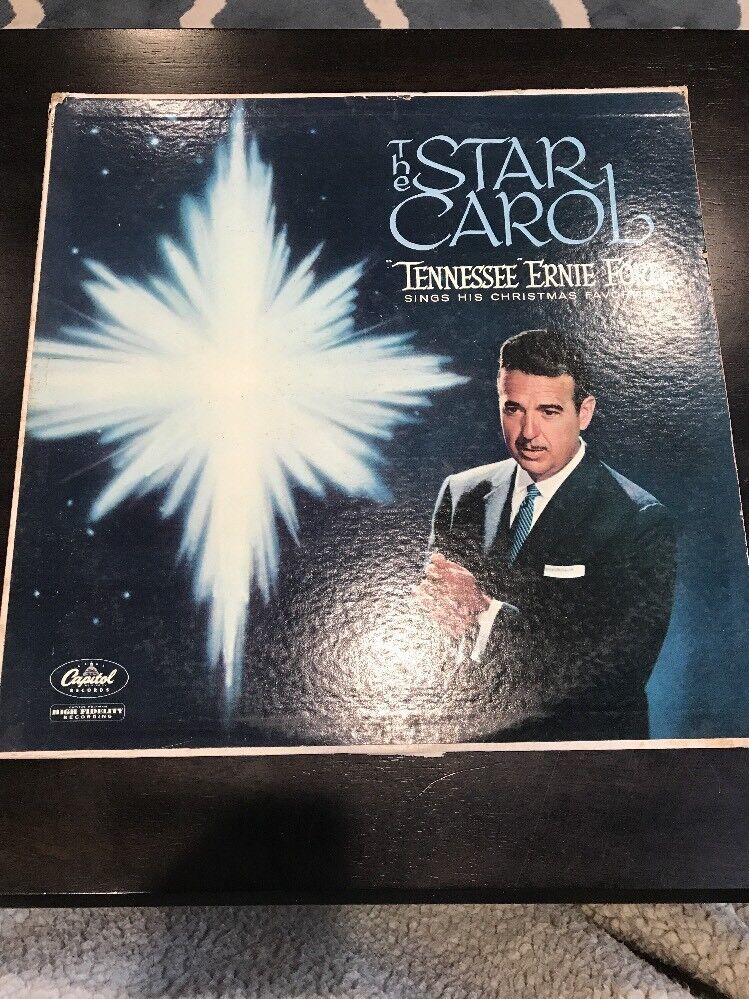 The STAR
CAROL
"TENNESSEE" ERNIE FORD
SINGS HIS CHRISTMAS
Capitol
RECORDS
HIGH FIDELITY
RECORDING